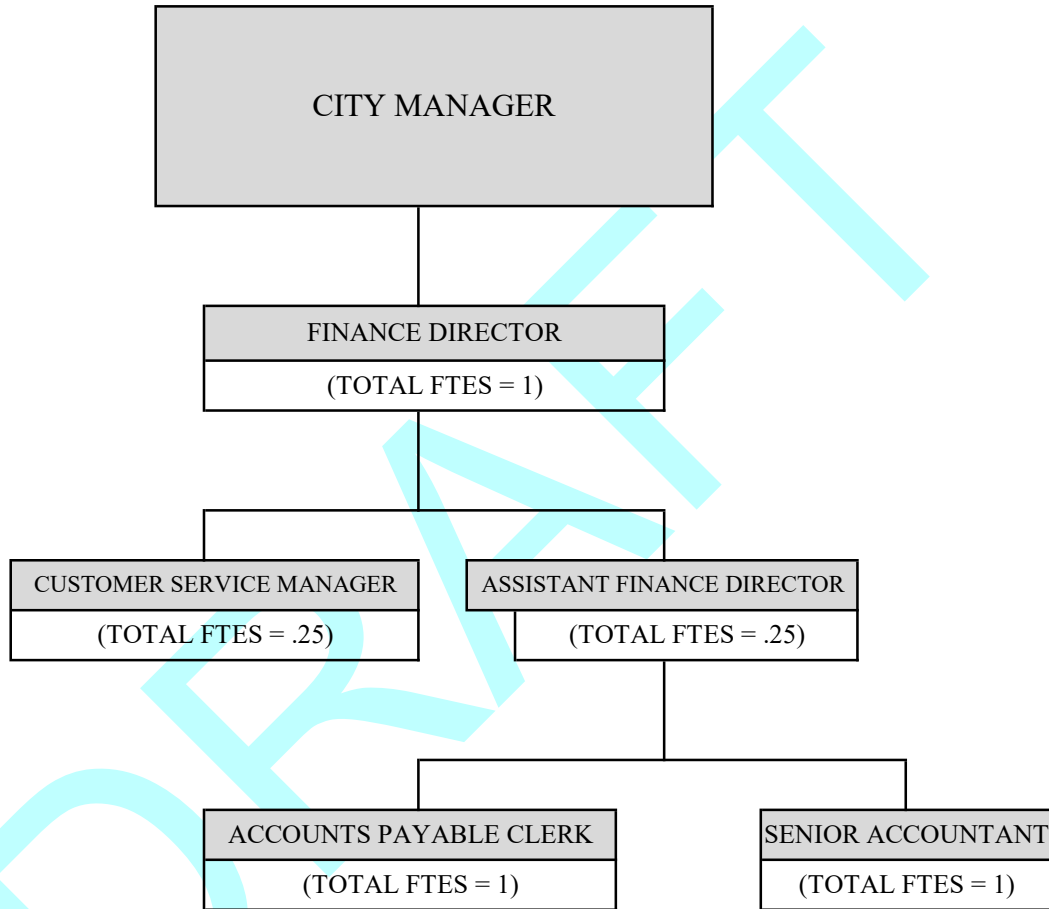 CITY MANAGER
FINANCE DIRECTOR
(TOTAL FTES = 1)
CUSTOMER SERVICE MANAGER
ASSISTANT FINANCE DIRECTOR
(TOTAL FTES = .25)
(TOTAL FTES = .25)
ACCOUNTS PAYABLE CLERK
SENIOR ACCOUNTANT
(TOTAL FTES = 1)
(TOTAL FTES = 1)
DRAFT